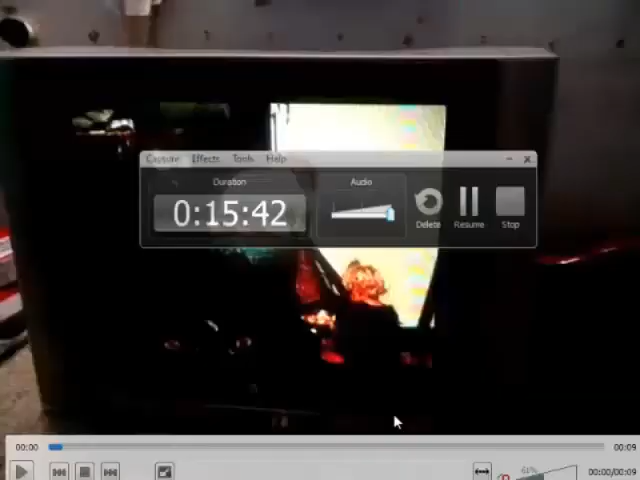 Capture Effects Tools Help
Duration
Audio
0:15:42
Delete
Resume
Stop
00:00
00:09
61%
00:00/00:09